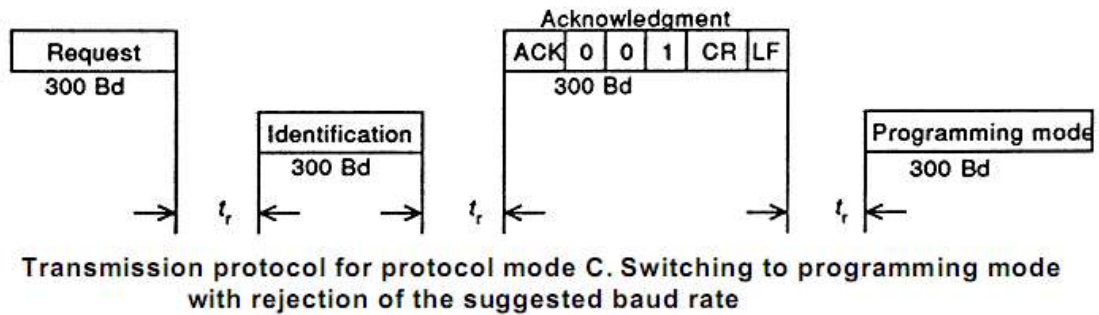 Acknowledgment
Request
ACK 0 0 1 CR LF
300 Bd
300 Bd
Identification
Programming mode
300 Bd
300 Bd
tr
tr
tr
Transmission protocol for protocol mode C. Switching to programming mode
with rejection of the suggested baud rate